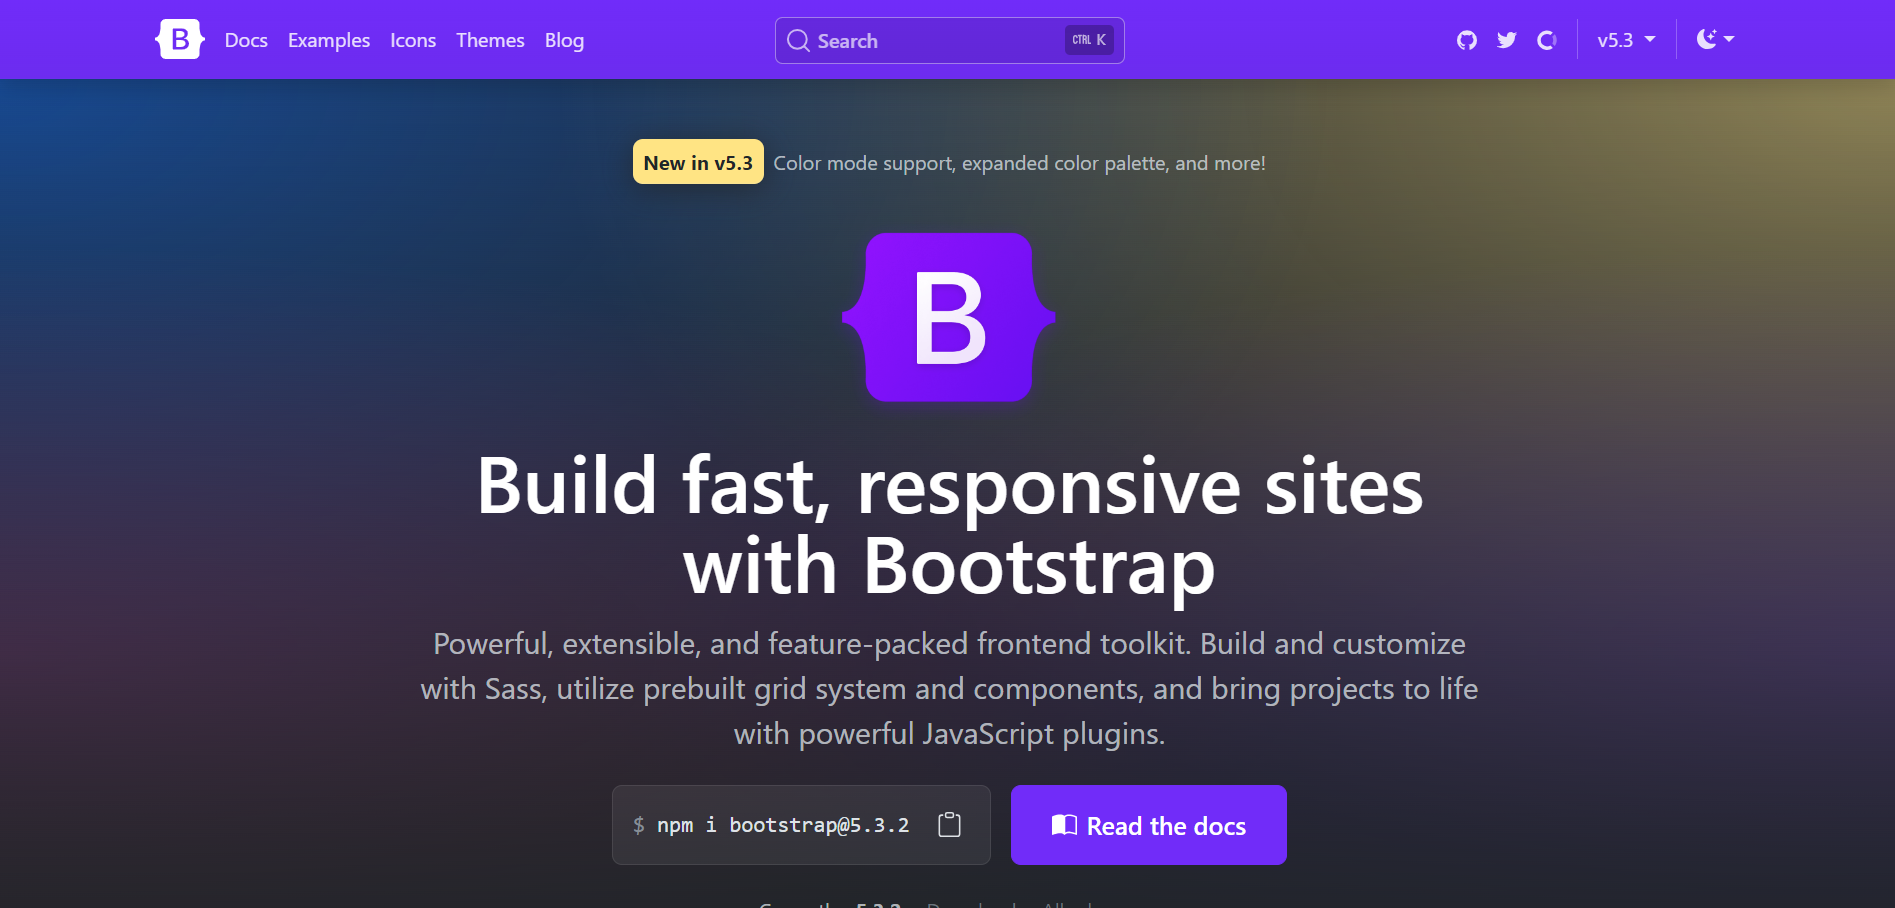 B Docs Examples Icons Themes Blog Search CTRL K v5.3
New in v5.3 Color mode support, expanded color palette, and more!
B
Build fast, responsive sites
with Bootstrap
Powerful, extensible, and feature-packed frontend toolkit. Build and customize
with Sass, utilize prebuilt grid system and components, and bring projects to life
with powerful JavaScript plugins.
$ npm i bootstrap@5.3.2 Read the docs